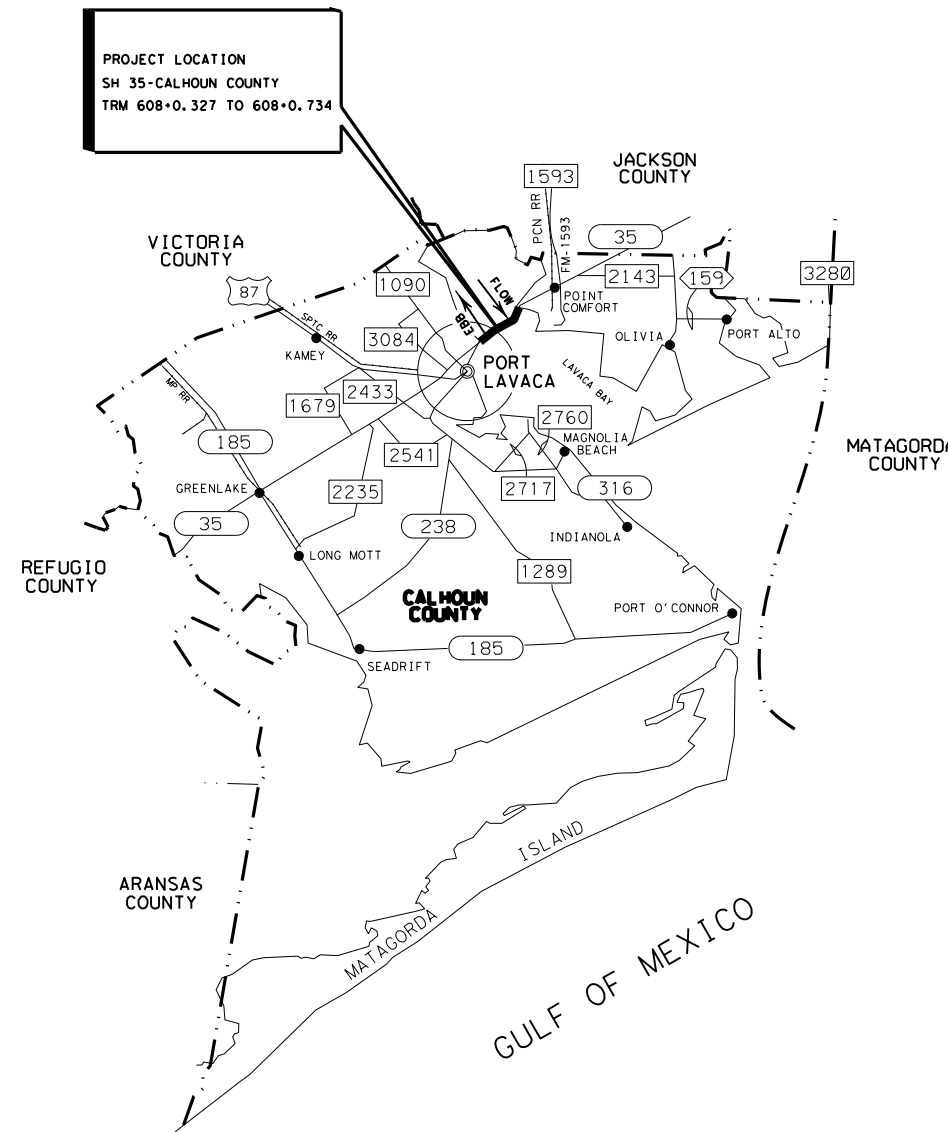 PROJECT LOCATION
SH 35-CALHOUN COUNTY
TRM 608+0.327 TO 608+0.734
JACKSON
COUNTY
1593
PCN RR
FM-1593
35
VICTORIA
COUNTY
87
1090
FLOW
EBB
2143
159
3280
POINT
COMFORT
SPTC RR
KAMEY
3084
OLIVIA
PORT ALTO
PORT
LAVACA
LAVACA BAY
MP RR
2433
1679
2760
MAGNOLIA
BEACH
185
2541
MATAGORDA
COUNTY
GREENLAKE
2235
2717
316
35
238
INDIANOLA
LONG MOTT
REFUGIO
COUNTY
1289
CALHOUN
COUNTY
PORT O'CONNOR
185
SEADRIFT
ISLAND
MATAGORDA
ARANSAS
COUNTY
GULF OF MEXICO